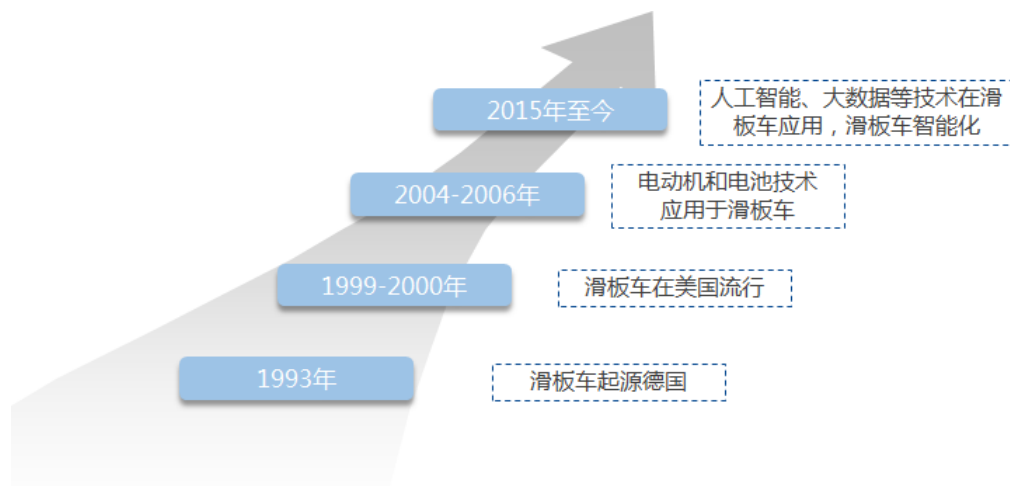 2015年至今
人工智能、大数据等技术在滑
板车应用，滑板车智能化
2004-2006年
电动机和电池技术
应用于滑板车
1999-2000年
滑板车在美国流行
1993年
滑板车起源德国